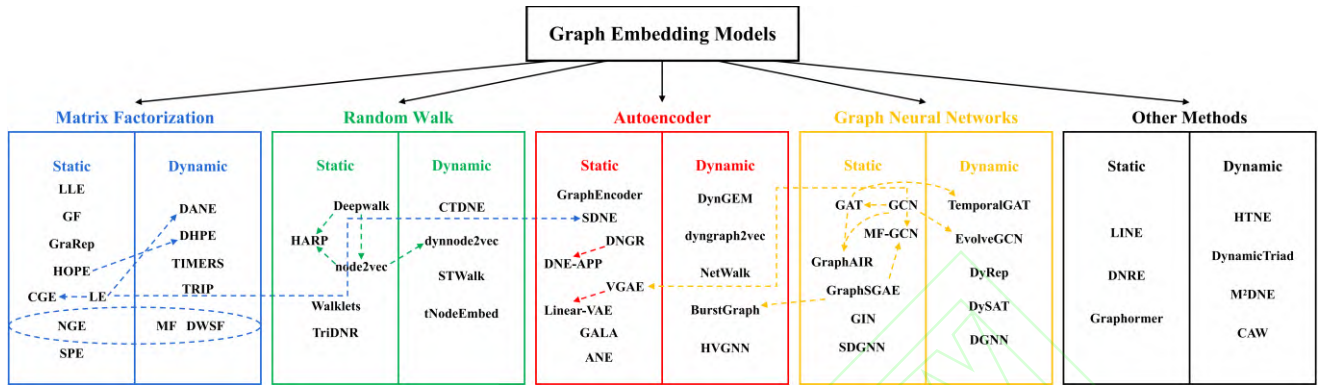 Graph Embedding Models
Matrix Factorization
Static
LLE
GF
GraRep
HOPE
CGE LE
NGE
SPE
Dynamic
DANE
DHPE
TIMERS
TRIP
MF DWSF
Random Walk
Static
Deepwalk
HARP
node2vec
Walklets
TriDNR
Dynamic
CTDNE
dynnode2vec
STWalk
tNodeEmbed
Autoencoder
Static
GraphEncoder
SDNE
DNGR
DNE-APP
VGAE
Linear-VAE
GALA
ANE
Dynamic
DynGEM
dyngraph2vec
NetWalk
BurstGraph
HVGNN
Graph Neural Networks
Static
GAT GCN
MF-GCN
GraphAIR
GraphSGAE
GIN
SDGNN
Dynamic
TemporalGAT
EvolveGCN
DyRep
DySAT
DGNN
Other Methods
Static
LINE
DNRE
Graphormer
Dynamic
HTNE
DynamicTriad
M²DNE
CAW